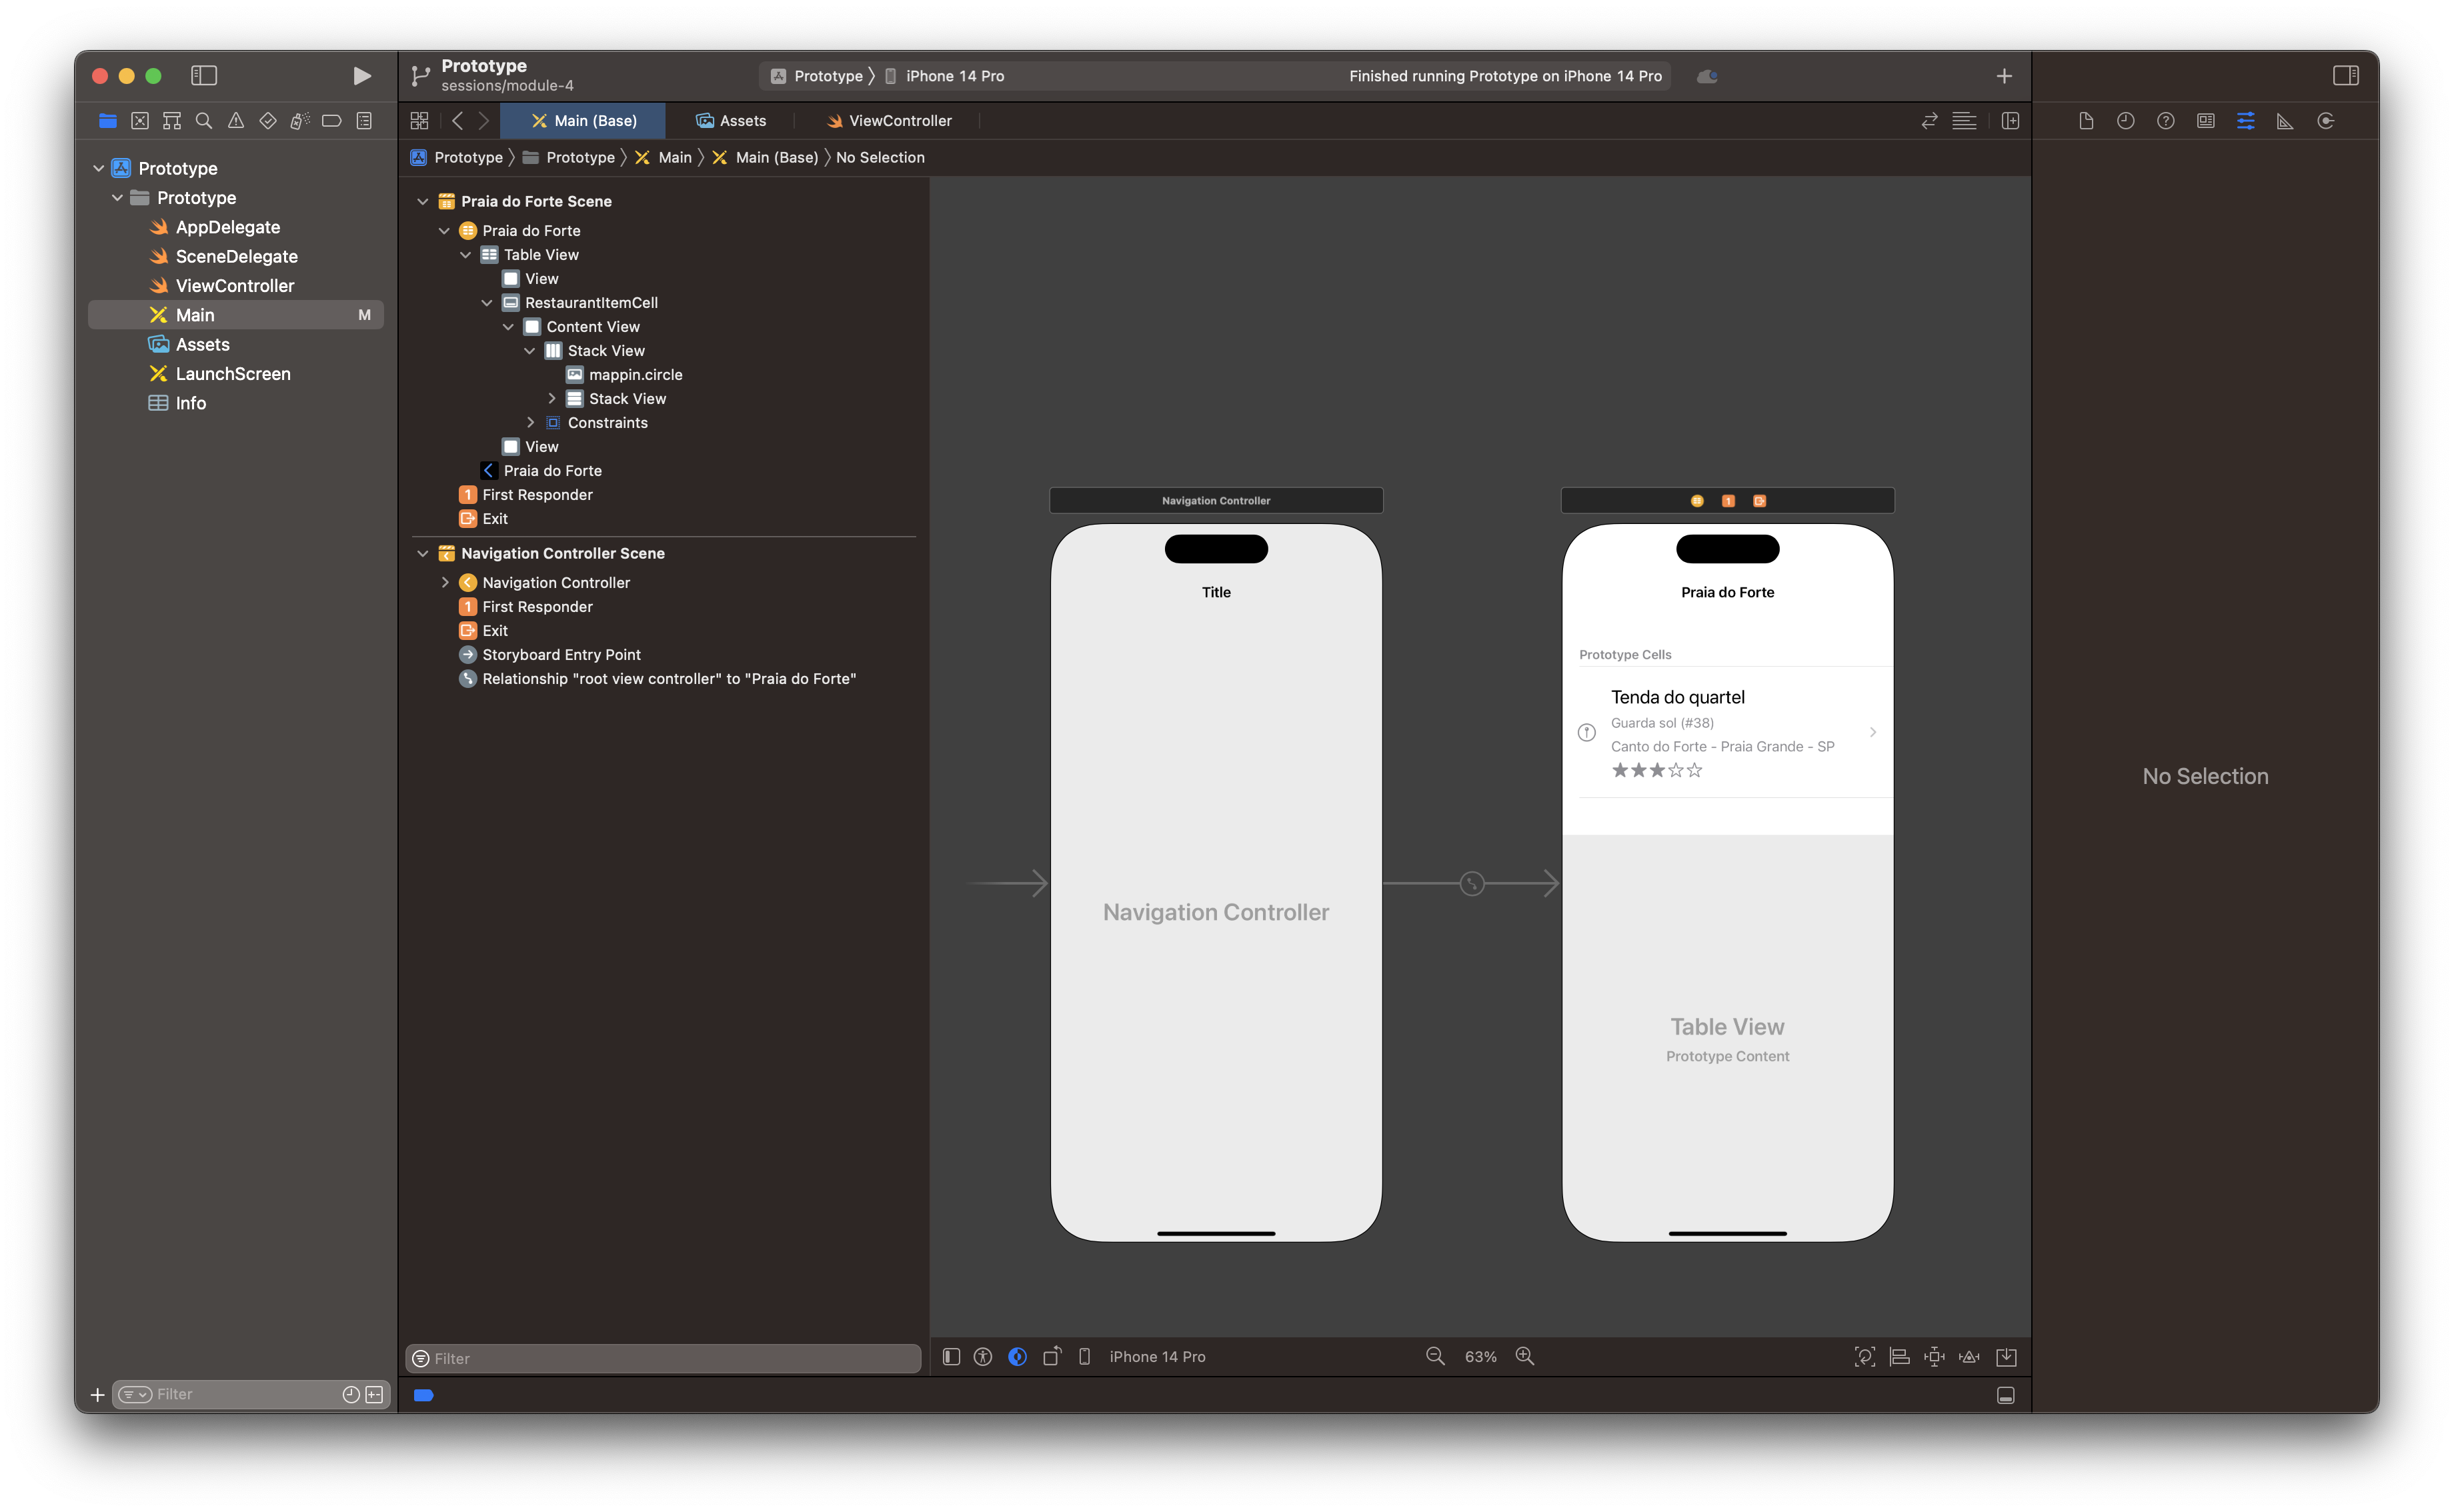 Prototype
sessions/module-4
Prototype
iPhone 14 Pro
Finished running Prototype on iPhone 14 Pro
Main (Base)
Assets
ViewController
Prototype
Prototype
Main
Main (Base)
No Selection
Prototype
Prototype
AppDelegate
SceneDelegate
ViewController
Main M
Assets
LaunchScreen
Info
Filter
Praia do Forte Scene
Praia do Forte
Table View
View
RestaurantItemCell
Content View
Stack View
mappin.circle
Stack View
Constraints
View
Praia do Forte
1 First Responder
Exit
Navigation Controller Scene
Navigation Controller
1 First Responder
Exit
Storyboard Entry Point
Relationship "root view controller" to "Praia do Forte"
Filter
Navigation Controller
Title
Navigation Controller
1
Praia do Forte
Prototype Cells
Tenda do quartel
Guarda sol (#38)
Canto do Forte - Praia Grande - SP
★★★☆☆
Table View
Prototype Content
iPhone 14 Pro
63%
No Selection